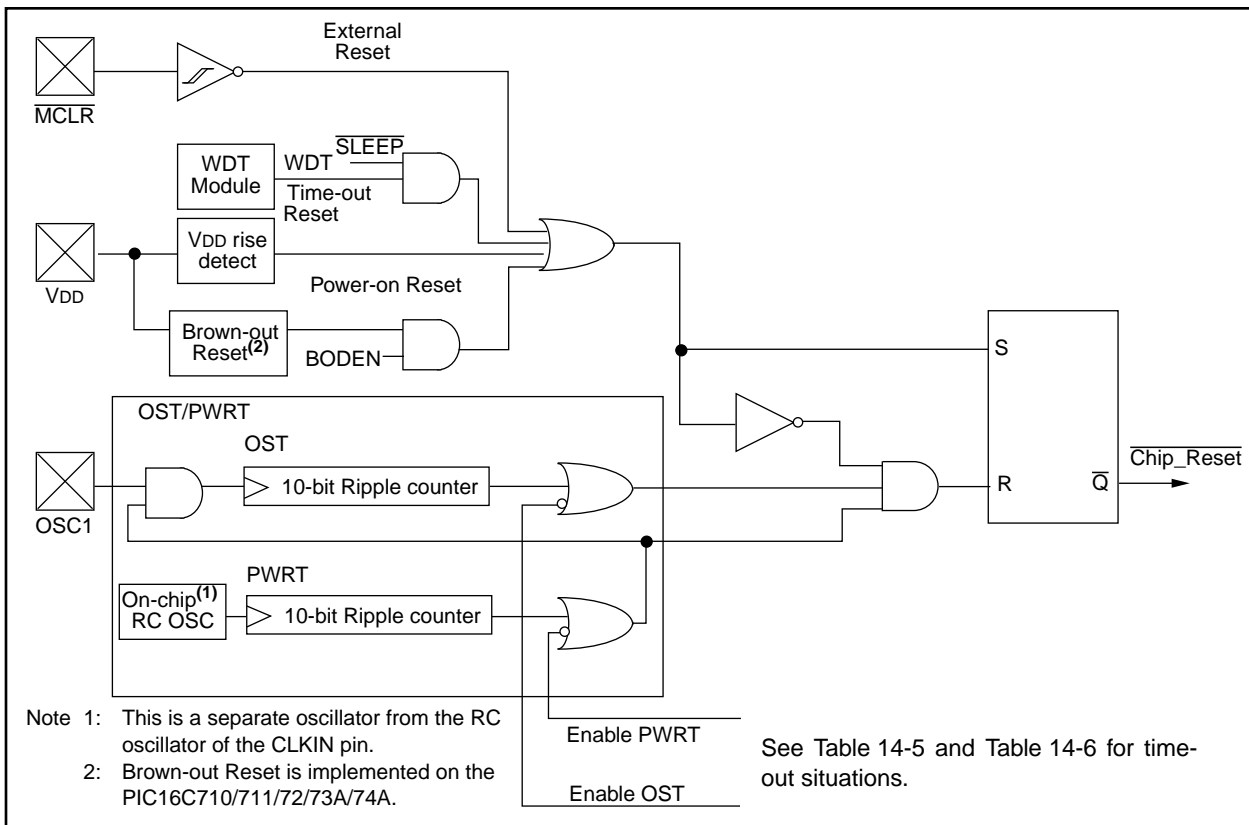 External
Reset
MCLR
SLEEP
WDT
Module
WDT
Time-out
Reset
VDD rise
detect
VDD
Power-on Reset
Brown-out
Reset(2)
BODEN
S
OST/PWRT
OST
Chip_Reset
10-bit Ripple counter
R
Q
OSC1
PWRT
On-chip(1)
RC OSC
10-bit Ripple counter
Enable PWRT
Enable OST
Note 1: This is a separate oscillator from the RC
oscillator of the CLKIN pin.
2: Brown-out Reset is implemented on the
PIC16C710/711/72/73A/74A.
See Table 14-5 and Table 14-6 for time-
out situations.